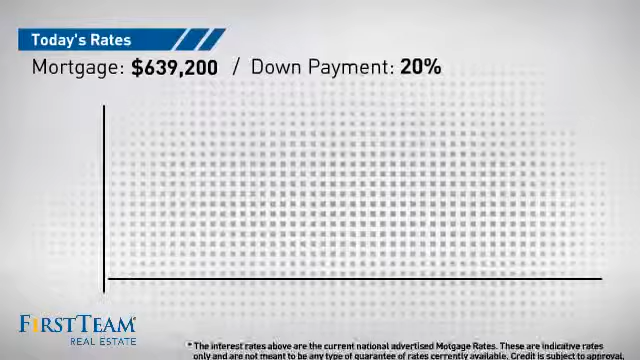 Today's Rates
Mortgage: $639,200 / Down Payment: 20%
FIRSTTEAM®
REAL ESTATE
* The interest rates above are the current national advertised Motgage Rates. These are indicative rates
only and are not meant to be any type of guarantee of rates cerrently available. Credit is subject to approval.